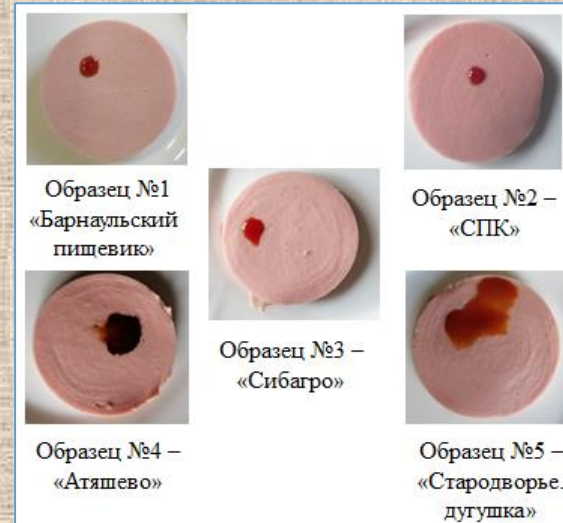 Образец №1
«Барнаульский
пищевик»
Образец №2 –
«СПК»
Образец №3 –
«Сибагро»
Образец №4 –
«Атяшево»
Образец №5 –
«Стародворье.
дугушка»